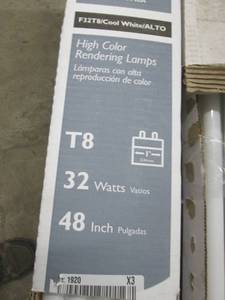 F32T8/Cool White/ALTO
High Color
Rendering Lamps
Lámparas con alta
reproducción de color
T8
1"
32 Watts Vatios
48 Inch Pulgadas
1920 X3